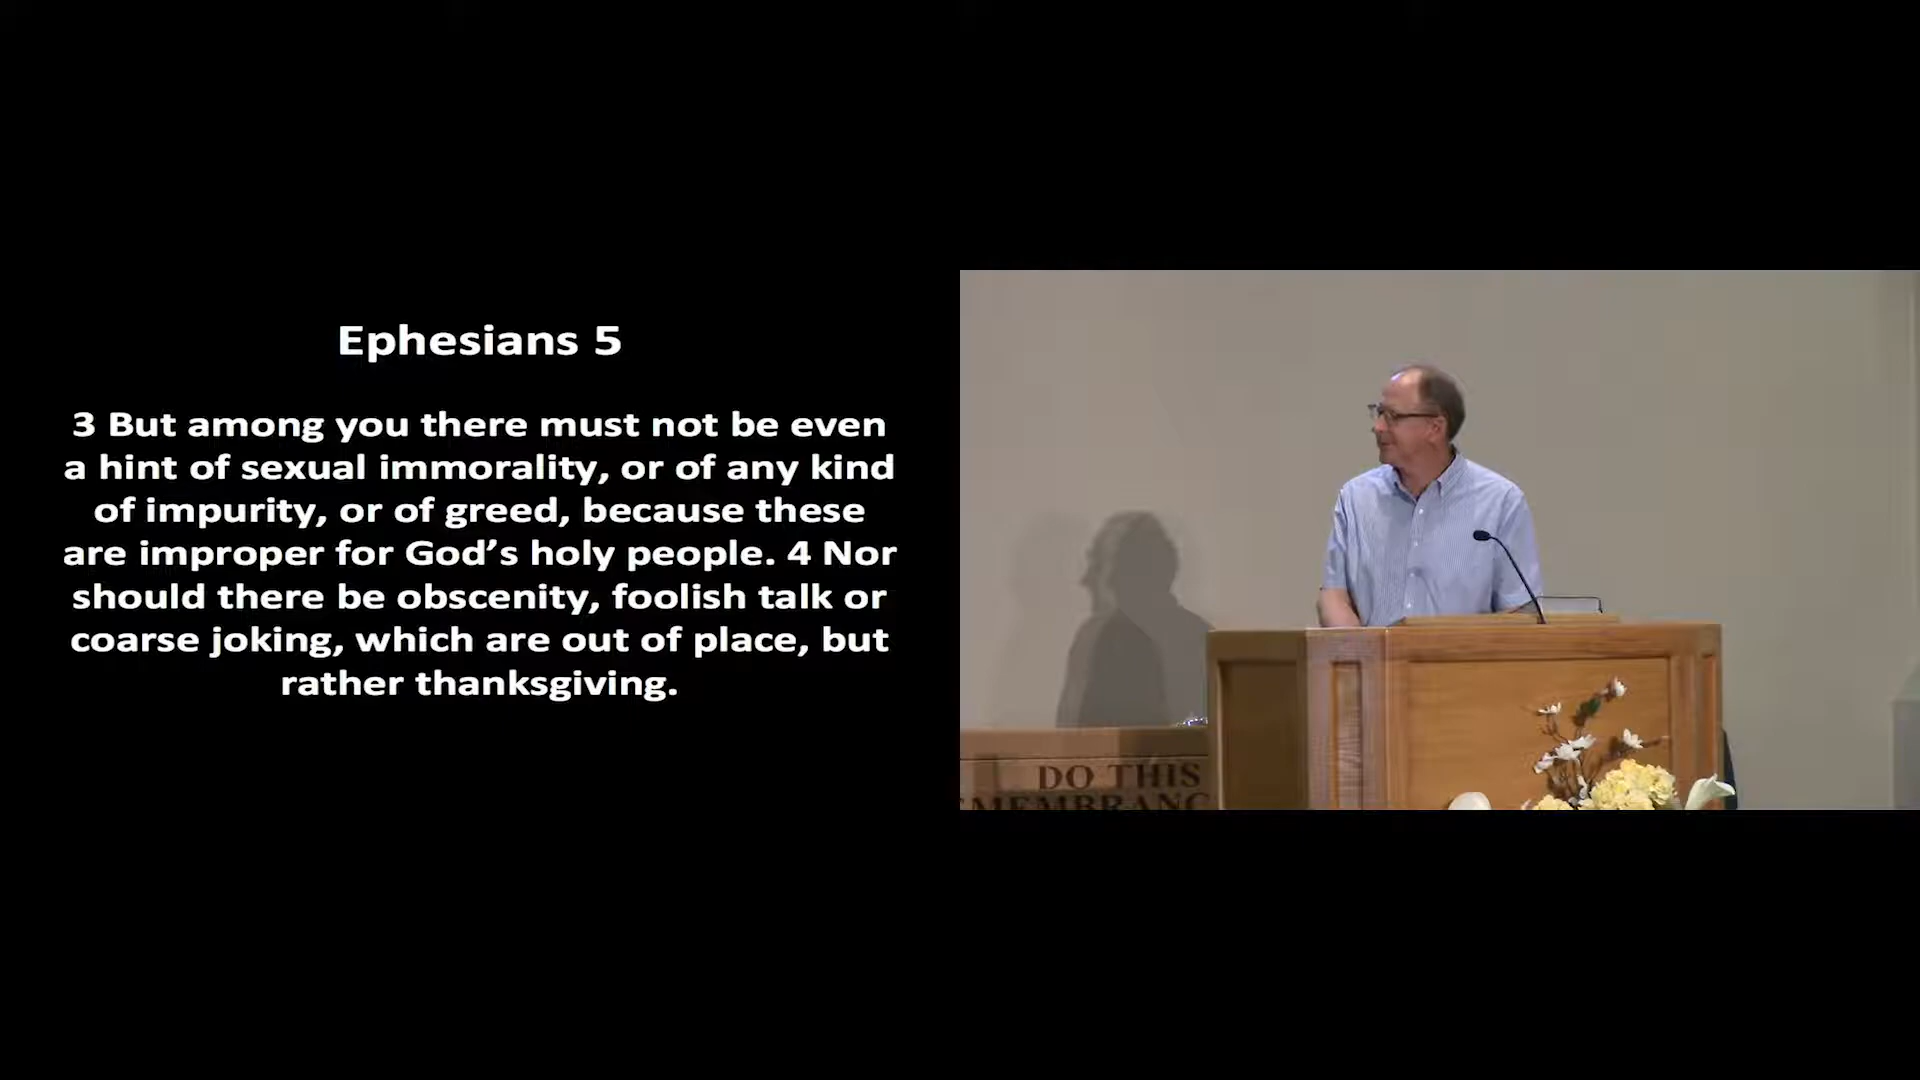 Ephesians 5
3 But among you there must not be even
a hint of sexual immorality, or of any kind
of impurity, or of greed, because these
are improper for God’s holy people. 4 Nor
should there be obscenity, foolish talk or
coarse joking, which are out of place, but
rather thanksgiving.
DO THIS